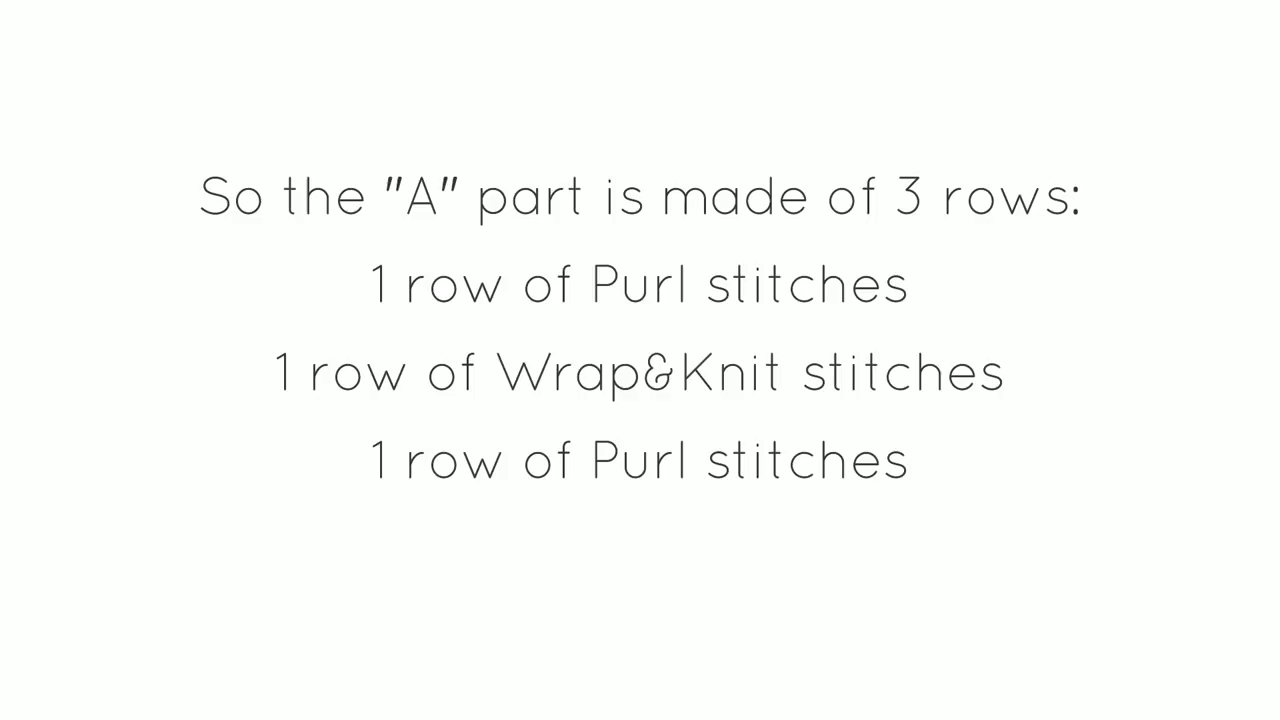 So the "A" part is made of 3 rows:
1 row of Purl stitches
1 row of Wrap&Knit stitches
1 row of Purl stitches